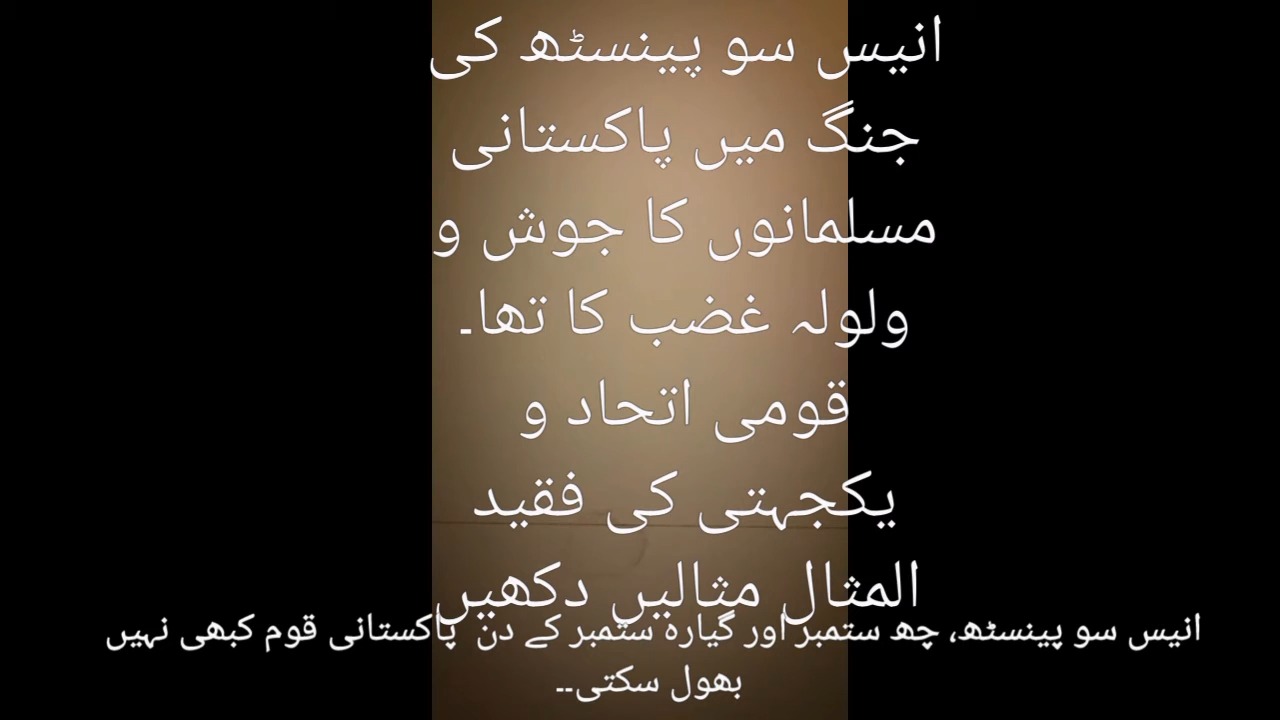 انیس سو پینسٹھ کی
جنگ میں پاکستانی
مسلمانوں کا جوش و
ولولہ غضب کا تھا۔
قومی اتحاد و
یکجہتی کی فقید
المثال مثالیں دکھیں
انیس سو پینسٹھ، چھ ستمبر اور گیارہ ستمبر کے دن پاکستانی قوم کبھی نہیں
بھول سکتی۔۔